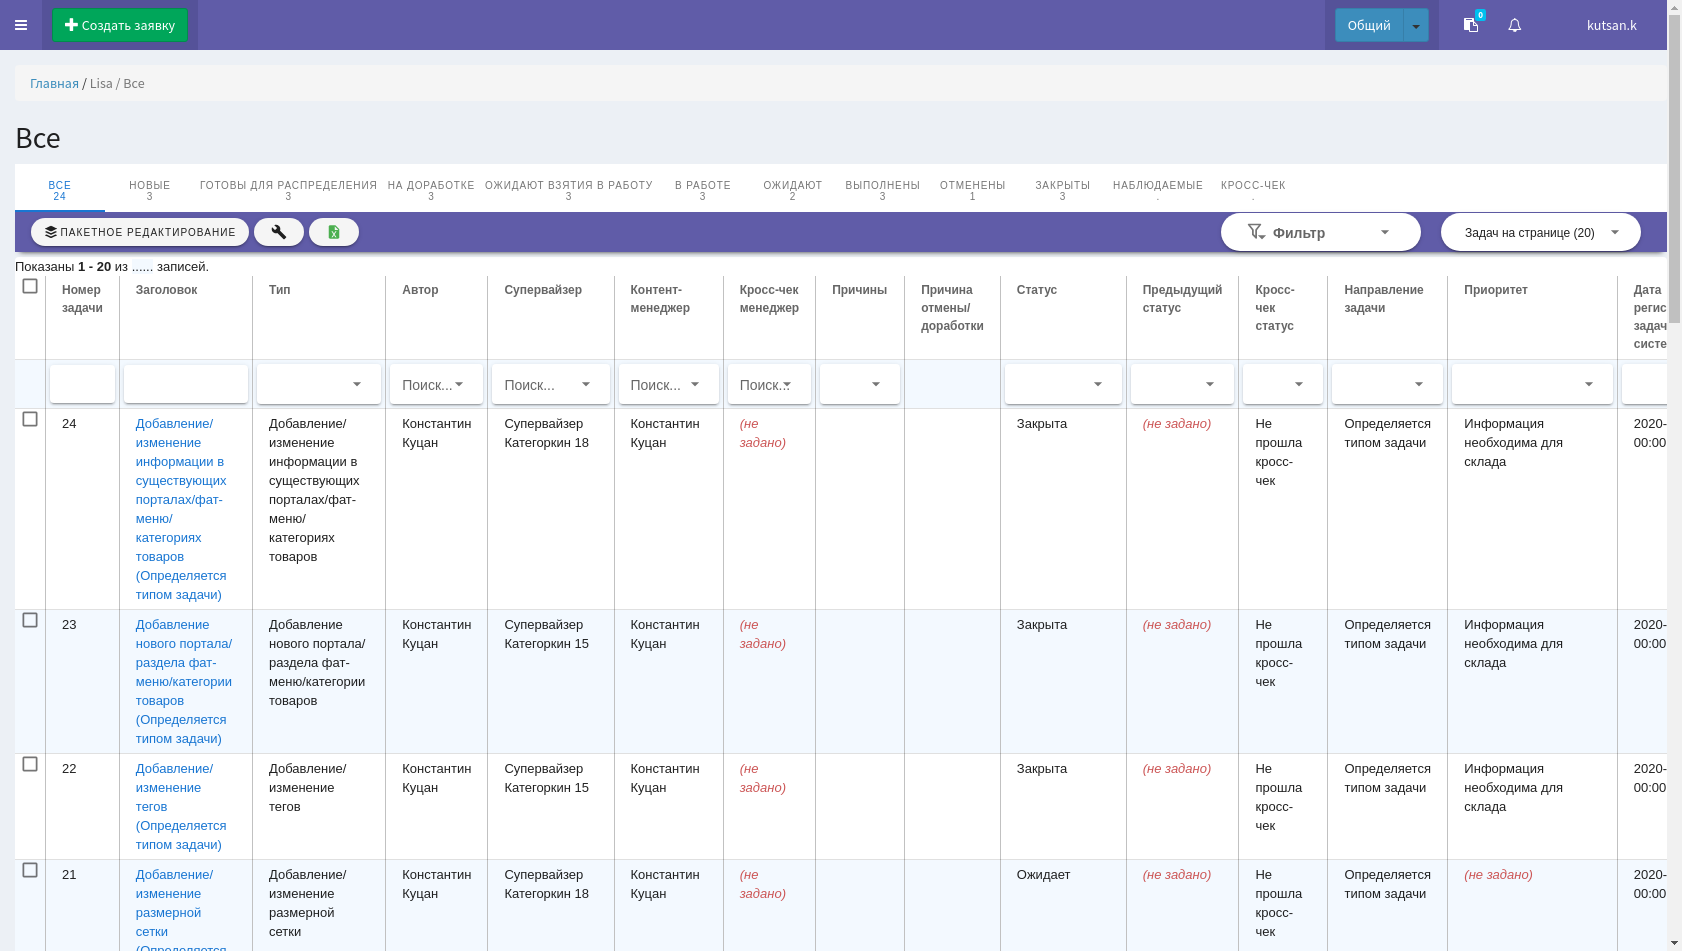 Создать заявку
Общий
0
kutsan.k
Главная / Lisa / Все
Все
ВСЕ
24
НОВЫЕ
3
ГОТОВЫ ДЛЯ РАСПРЕДЕЛЕНИЯ
3
НА ДОРАБОТКЕ
3
ОЖИДАЮТ ВЗЯТИЯ В РАБОТУ
3
В РАБОТЕ
3
ОЖИДАЮТ
2
ВЫПОЛНЕНЫ
3
ОТМЕНЕНЫ
1
ЗАКРЫТЫ
3
НАБЛЮДАЕМЫЕ
.
КРОСС-ЧЕК
.
ПАКЕТНОЕ РЕДАКТИРОВАНИЕ
Фильтр
Задач на странице (20)
Показаны 1 - 20 из ...... записей.
Номер
задачи
Заголовок
Тип
Автор
Супервайзер
Контент-
менеджер
Кросс-чек
менеджер
Причины
Причина
отмены/
доработки
Статус
Предыдущий
статус
Кросс-
чек
статус
Направление
задачи
Приоритет
Дата
регис
задач
систе
Поиск...
Поиск...
Поиск...
Поиск...
24
Добавление/
изменение
информации в
существующих
порталах/фат-
меню/
категориях
товаров
(Определяется
типом задачи)
Добавление/
изменение
информации в
существующих
порталах/фат-
меню/
категориях
товаров
Константин
Куцан
Супервайзер
Категоркин 18
Константин
Куцан
(не
задано)
Закрыта
(не задано)
Не
прошла
кросс-
чек
Определяется
типом задачи
Информация
необходима для
склада
2020-
00:00
23
Добавление
нового портала/
раздела фат-
меню/категории
товаров
(Определяется
типом задачи)
Добавление
нового портала/
раздела фат-
меню/категории
товаров
Константин
Куцан
Супервайзер
Категоркин 15
Константин
Куцан
(не
задано)
Закрыта
(не задано)
Не
прошла
кросс-
чек
Определяется
типом задачи
Информация
необходима для
склада
2020-
00:00
22
Добавление/
изменение
тегов
(Определяется
типом задачи)
Добавление/
изменение
тегов
Константин
Куцан
Супервайзер
Категоркин 15
Константин
Куцан
(не
задано)
Закрыта
(не задано)
Не
прошла
кросс-
чек
Определяется
типом задачи
Информация
необходима для
склада
2020-
00:00
21
Добавление/
изменение
размерной
сетки
(Определяется
Добавление/
изменение
размерной
сетки
Константин
Куцан
Супервайзер
Категоркин 18
Константин
Куцан
(не
задано)
Ожидает
(не задано)
Не
прошла
кросс-
чек
Определяется
типом задачи
(не задано)
2020-
00:00